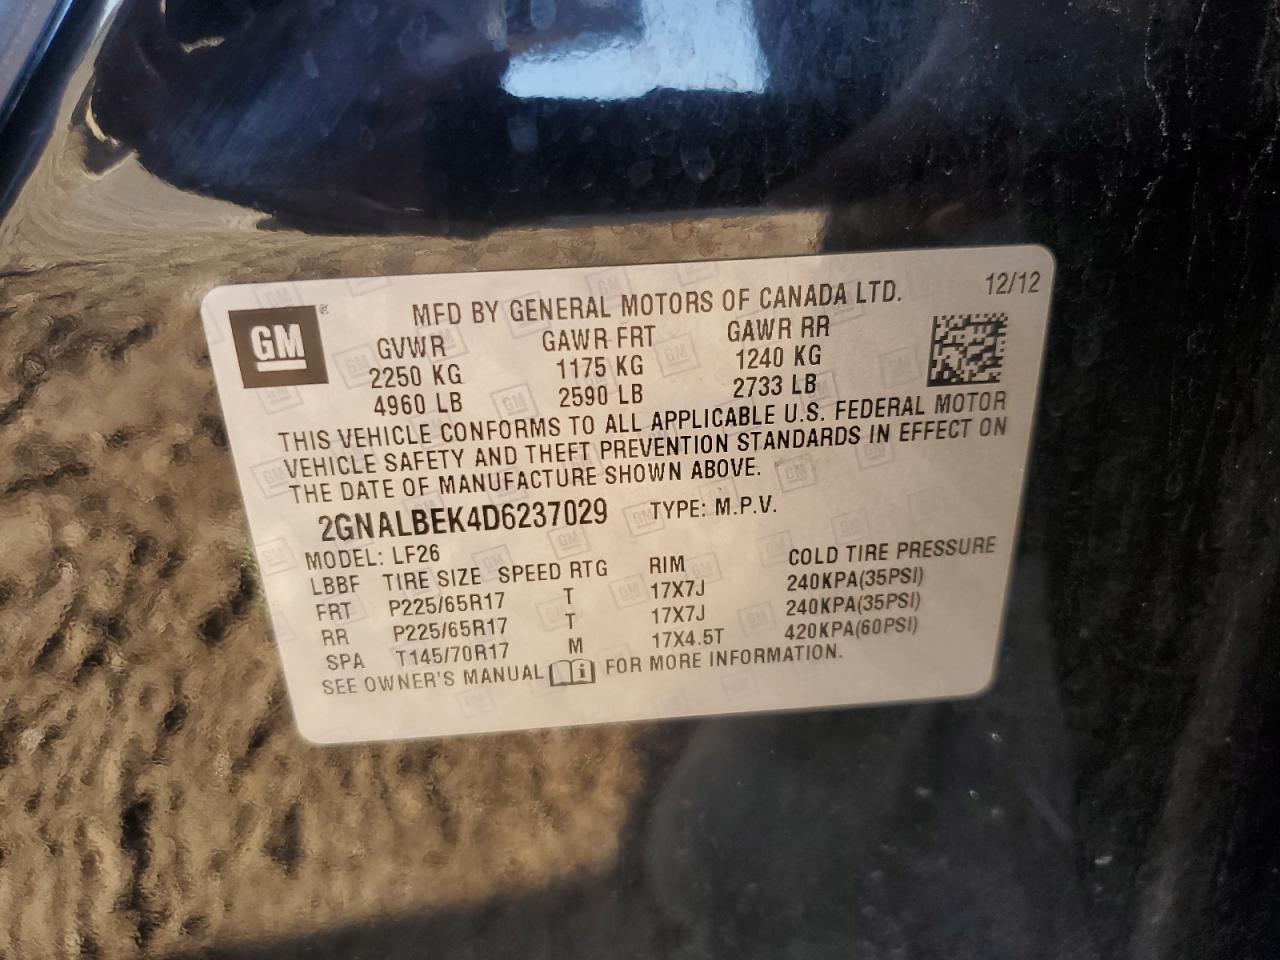 GM®
MFD BY GENERAL MOTORS OF CANADA LTD. 12/12
GVWR GAWR FRT GAWR RR
2250 KG 1175 KG 1240 KG
4960 LB 2590 LB 2733 LB
THIS VEHICLE CONFORMS TO ALL APPLICABLE U.S. FEDERAL MOTOR
VEHICLE SAFETY AND THEFT PREVENTION STANDARDS IN EFFECT ON
THE DATE OF MANUFACTURE SHOWN ABOVE.
2GNALBEK4D6237029 TYPE: M.P.V.
MODEL: LF26
LBBF TIRE SIZE SPEED RTG RIM COLD TIRE PRESSURE
FRT P225/65R17 T 17X7J 240KPA(35PSI)
RR P225/65R17 T 17X7J 240KPA(35PSI)
SPA T145/70R17 M 17X4.5T 420KPA(60PSI)
SEE OWNER'S MANUAL FOR MORE INFORMATION.